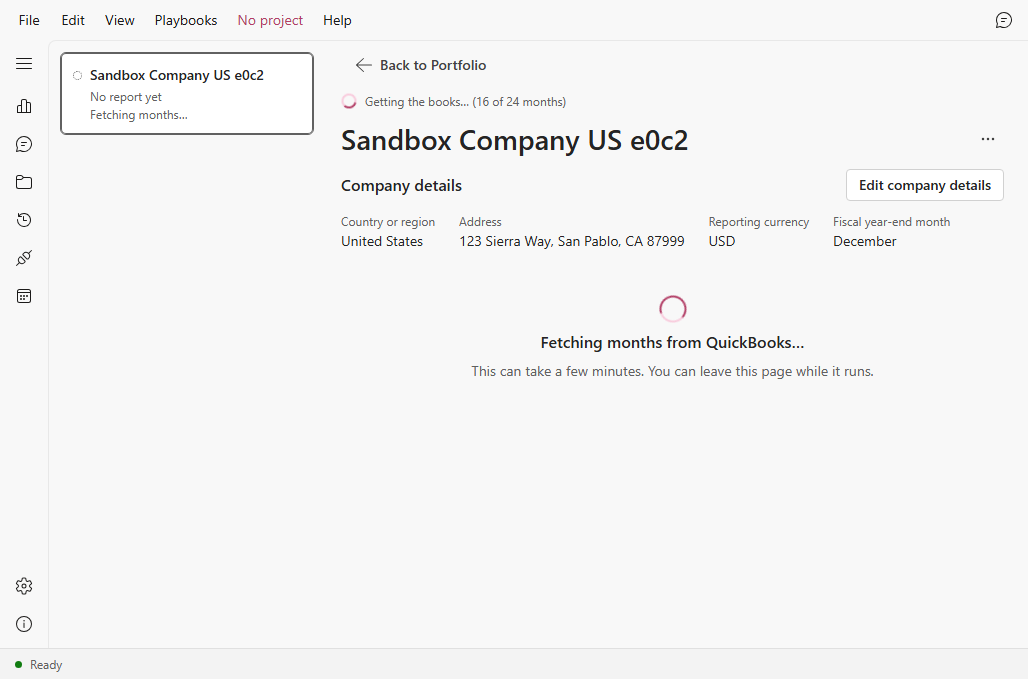 File Edit View Playbooks No project Help
Sandbox Company US e0c2
No report yet
Fetching months...
Back to Portfolio
Getting the books... (16 of 24 months)
Sandbox Company US e0c2
Company details
Edit company details
Country or region Address Reporting currency Fiscal year-end month
United States 123 Sierra Way, San Pablo, CA 87999 USD December
Fetching months from QuickBooks...
This can take a few minutes. You can leave this page while it runs.
Ready